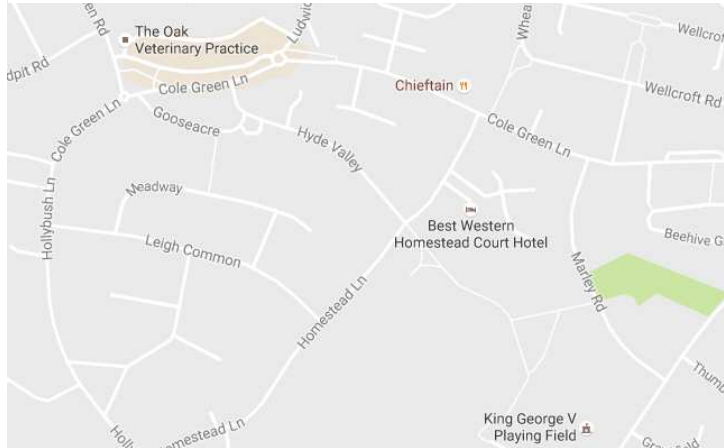 The Oak
Veterinary Practice
Cole Green Ln
Chieftain
Wellcroft Rd
Cole Green Ln
Cole Green Ln
Gooseacre
Hyde Valley
Meadway
Hollybush Ln
Leigh Common
Best Western
Homestead Court Hotel
Marley Rd
Homestead Ln
King George V
Playing Field